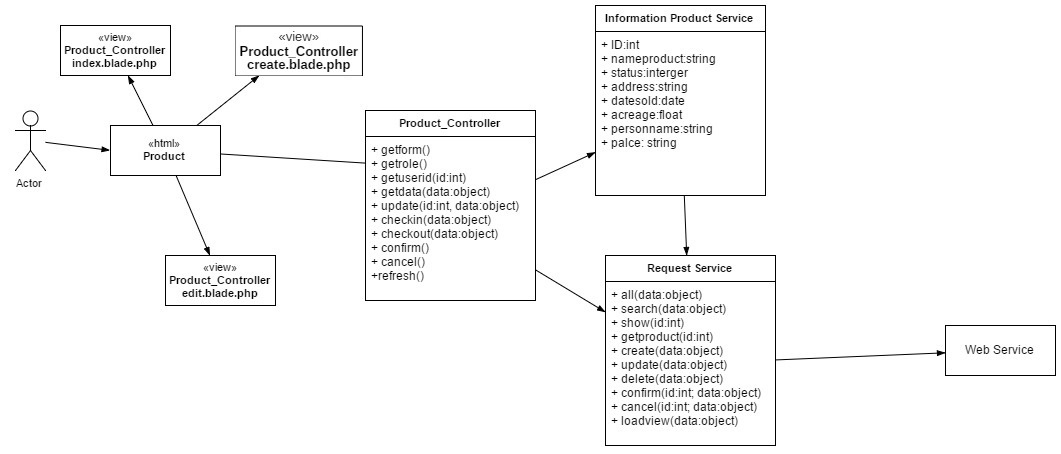 «view»
Product_Controller
index.blade.php
«view»
Product_Controller
create.blade.php
Actor
«html»
Product
«view»
Product_Controller
edit.blade.php
Product_Controller
+ getform()
+ getrole()
+ getuserid(id:int)
+ getdata(data:object)
+ update(id:int, data:object)
+ checkin(data:object)
+ checkout(data:object)
+ confirm()
+ cancel()
+refresh()
Information Product Service
+ ID:int
+ nameproduct:string
+ status:interger
+ address:string
+ datesold:date
+ acreage:float
+ personname:string
+ palce: string
Request Service
+ all(data:object)
+ search(data:object)
+ show(id:int)
+ getproduct(id:int)
+ create(data:object)
+ update(data:object)
+ delete(data:object)
+ confirm(id:int; data:object)
+ cancel(id:int; data:object)
+ loadview(data:object)
Web Service